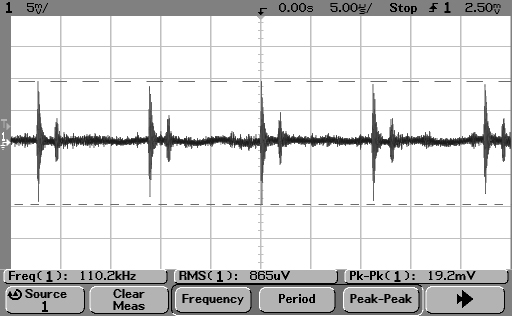 1 5mV/ 0.00s 5.00µs/ Stop 1 2.50mV
1
Freq(1): 110.2kHz RMS(1): 865uV Pk-Pk(1): 19.2mV
Source 1 Clear Meas Frequency Period Peak-Peak